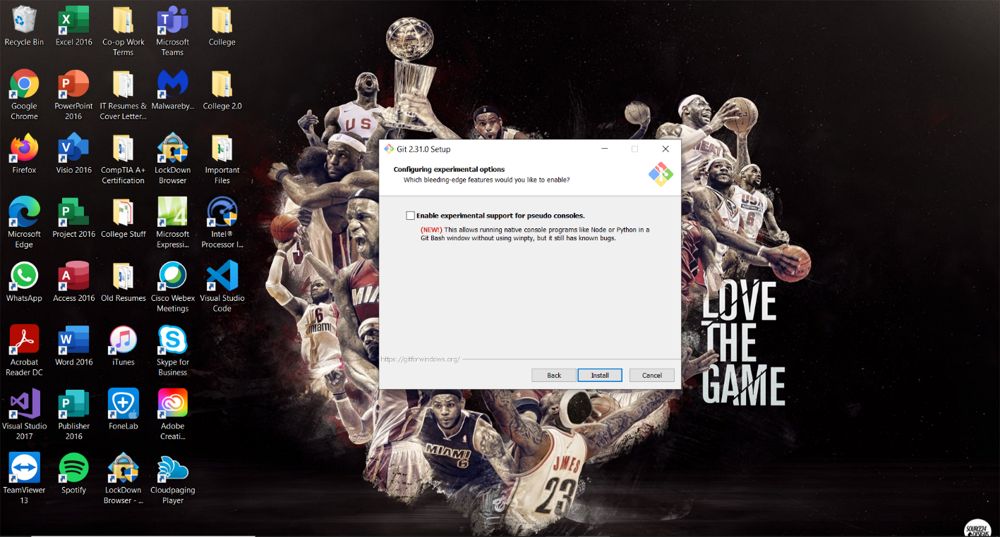 Recycle Bin
Excel 2016
Co-op Work
Terms
Microsoft
Teams
College
Google
Chrome
PowerPoint
2016
IT Resumes &
Cover Letter...
Malwareby...
College 2.0
Firefox
Visio 2016
CompTIA A+
Certification
LockDown
Browser
Important
Files
Microsoft
Edge
Project 2016
College Stuff
Microsoft
Expressi...
Intel®
Processor I...
WhatsApp
Access 2016
Old Resumes
Cisco Webex
Meetings
Visual Studio
Code
Acrobat
Reader DC
Word 2016
iTunes
Skype for
Business
Visual Studio
2017
Publisher
2016
FoneLab
Adobe
Creati...
TeamViewer
13
Spotify
LockDown
Browser - ...
Cloudpaging
Player
Git 2.31.0 Setup
Configuring experimental options
Which bleeding-edge features would you like to enable?
Enable experimental support for pseudo consoles.
(NEW!) This allows running native console programs like Node or Python in a
Git Bash window without using winpty, but it still has known bugs.
https://gitforwindows.org/
Back
Install
Cancel
US
HEAT
USA
MIAMI
6
MIAMI
6
JAMES
23
LOVE
THE
GAME
SOURCE24
DESIGNS